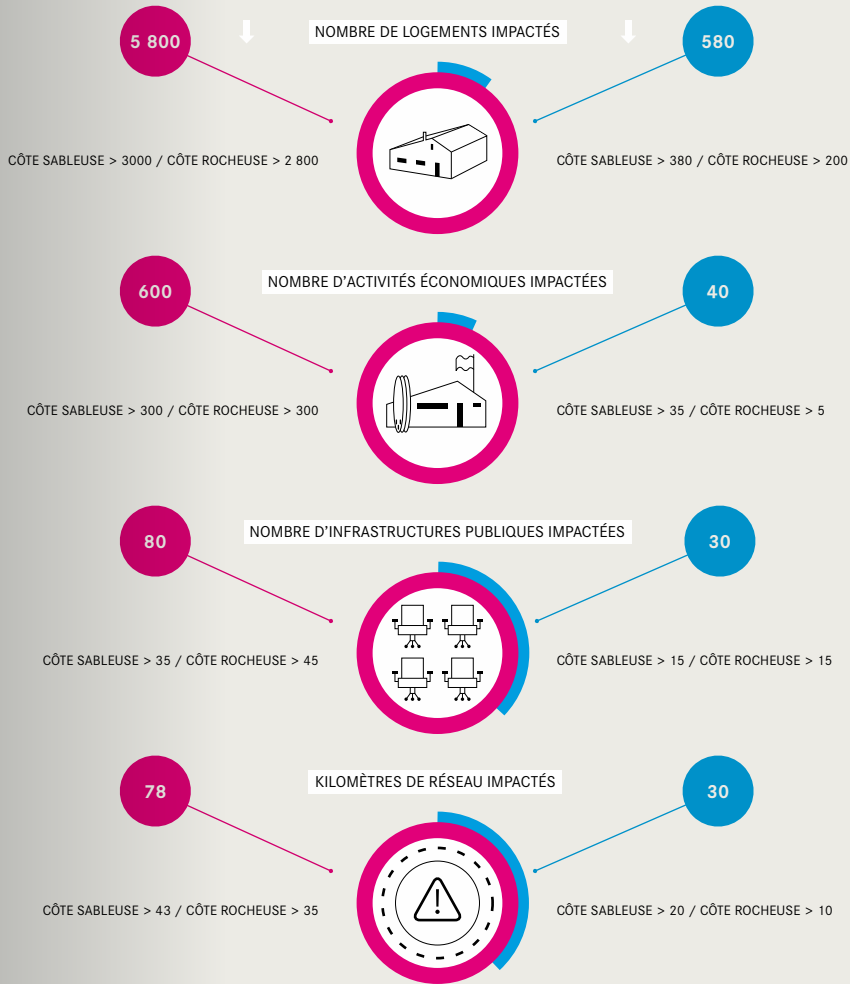 5 800
NOMBRE DE LOGEMENTS IMPACTÉS
580
CÔTE SABLEUSE > 3000 / CÔTE ROCHEUSE > 2 800
CÔTE SABLEUSE > 380 / CÔTE ROCHEUSE > 200
600
NOMBRE D'ACTIVITÉS ÉCONOMIQUES IMPACTÉES
40
CÔTE SABLEUSE > 300 / CÔTE ROCHEUSE > 300
CÔTE SABLEUSE > 35 / CÔTE ROCHEUSE > 5
80
NOMBRE D'INFRASTRUCTURES PUBLIQUES IMPACTÉES
30
CÔTE SABLEUSE > 35 / CÔTE ROCHEUSE > 45
CÔTE SABLEUSE > 15 / CÔTE ROCHEUSE > 15
78
KILOMÈTRES DE RÉSEAU IMPACTÉS
30
CÔTE SABLEUSE > 43 / CÔTE ROCHEUSE > 35
CÔTE SABLEUSE > 20 / CÔTE ROCHEUSE > 10